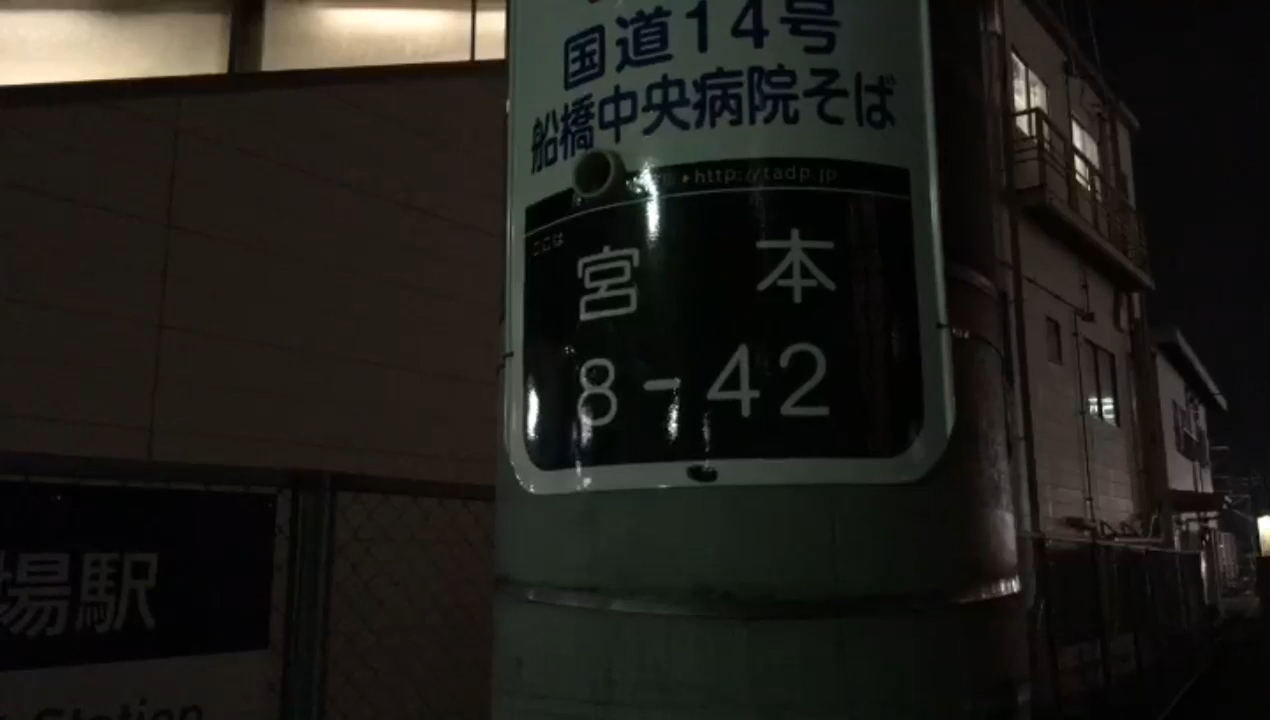 国道14号
船橋中央病院そば
http://tadp.jp
ここは
宮 本
8-42
場駅
Station